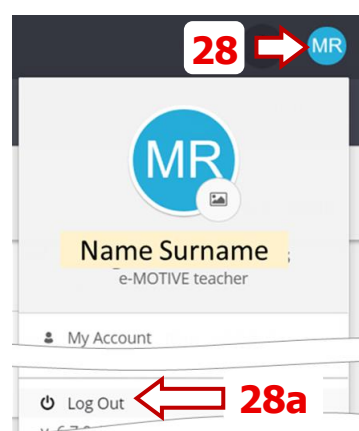 28 MR
MR
Name Surname
e-MOTIVE teacher
My Account
Log Out 28a